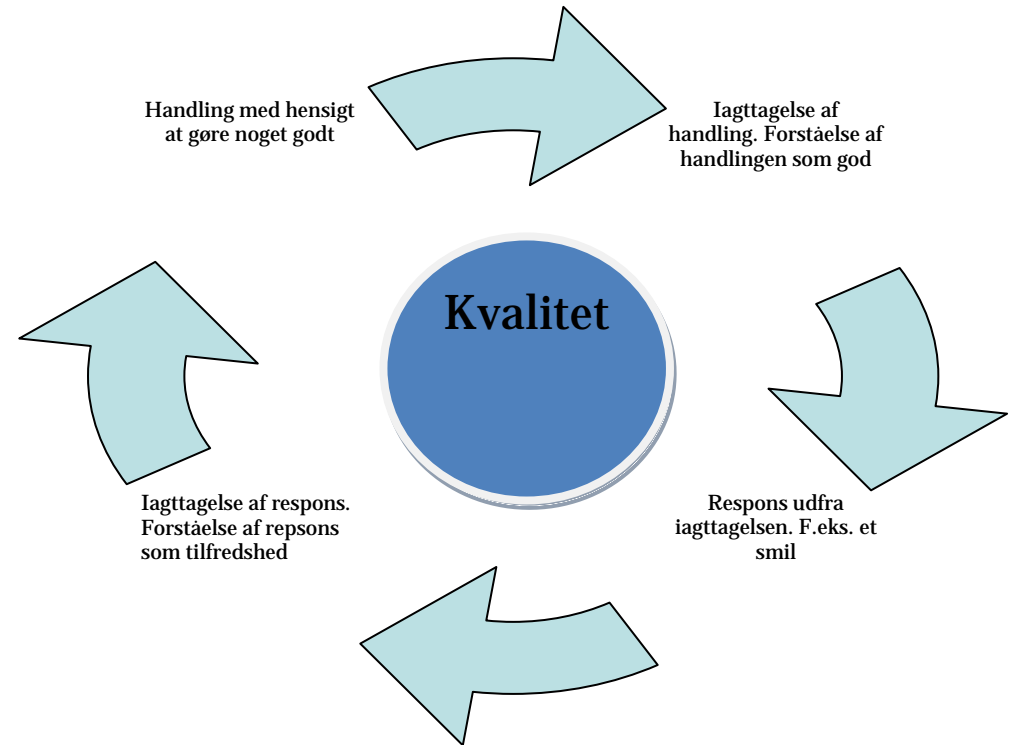 Handling med hensigt
at gøre noget godt
Iagttagelse af
handling. Forståelse af
handlingen som god
Kvalitet
Respons udfra
iagttagelsen. F.eks. et
smil
Iagttagelse af respons.
Forståelse af repsons
som tilfredshed